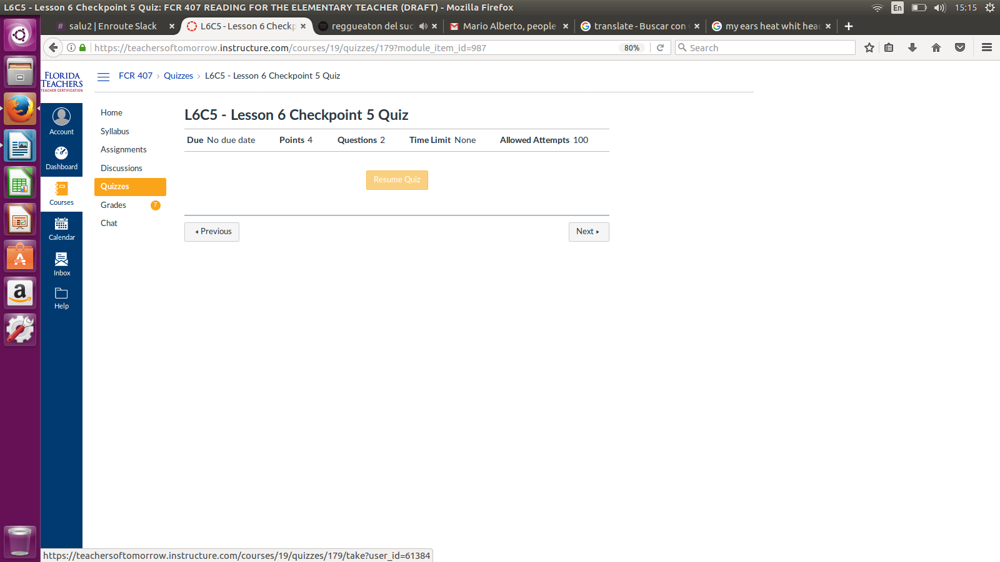 L6C5 - Lesson 6 Checkpoint 5 Quiz: FCR 407 READING FOR THE ELEMENTARY TEACHER (DRAFT) - Mozilla Firefox
En
15:15
# salu2 | Enroute Slack
L6C5 - Lesson 6 Checkp
reggueaton del suc
Mario Alberto, people
translate - Buscar con
my ears heat whit head
https://teachersoftomorrow.instructure.com/courses/19/quizzes/179?module_item_id=987
80%
Search
FLORIDA
TEACHERS
TEACHER CERTIFICATION
FCR 407 › Quizzes › L6C5 - Lesson 6 Checkpoint 5 Quiz
Account
Dashboard
Courses
Calendar
Inbox
Help
Home
Syllabus
Assignments
Discussions
Quizzes
Grades 7
Chat
L6C5 - Lesson 6 Checkpoint 5 Quiz
Due No due date Points 4 Questions 2 Time Limit None Allowed Attempts 100
Resume Quiz
Previous
Next
a
https://teachersoftomorrow.instructure.com/courses/19/quizzes/179/take?user_id=61384